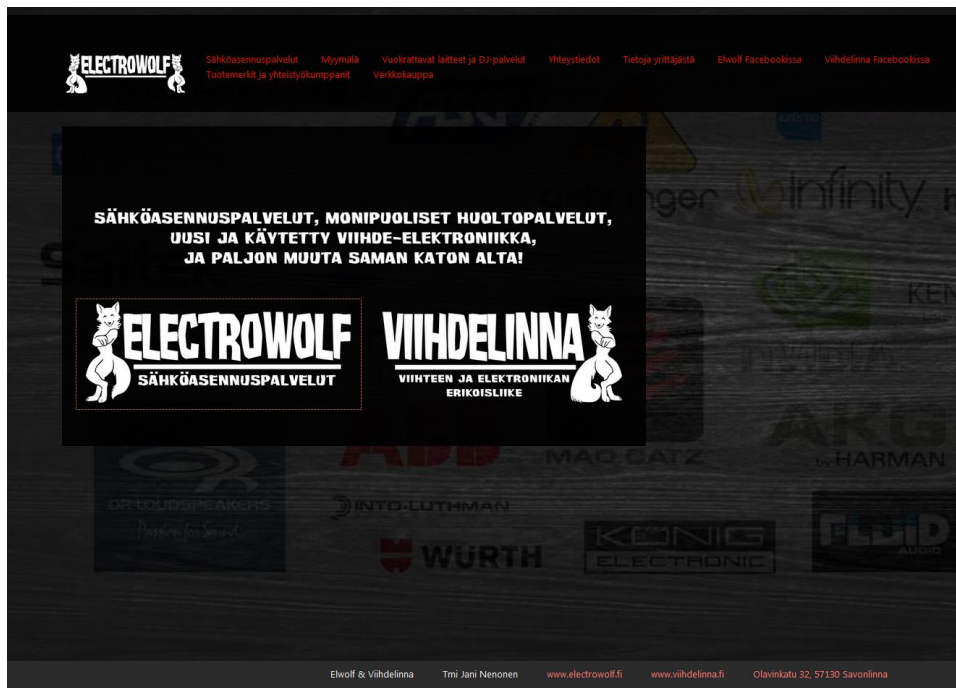 ELECTROWOLF
Sähköasennuspalvelut Myymälä Vuokrattavat laitteet ja DJ-palvelut Yhteystiedot Tietoja yrittäjästä Elwolf Facebookissa Viihdelinna Facebookissa
Tuotemerkit ja yhteistyökumppanit Verkkokauppa
Infinity
SÄHKÖASENNUSPALVELUT, MONIPUOLISET HUOLTOPALVELUT,
UUSI JA KÄYTETTY VIIHDE-ELEKTRONIIKKA,
JA PALJON MUUTA SAMAN KATON ALTA!
ELECTROWOLF
SÄHKÖASENNUSPALVELUT
VIIHDELINNA
VIIHTEEN JA ELEKTRONIIKAN
ERIKOISLIIKE
ABB
MAD CATZ
AKG
by HARMAN
LOUDSPEAKERS
Passion for Sound
INTO-LUTHMAN
WÜRTH
KÖNIG
ELECTRONIC
FLUID
AUDIO
Elwolf & Viihdelinna Tmi Jani Nenonen www.electrowolf.fi www.viihdelinna.fi Olavinkatu 32, 57130 Savonlinna